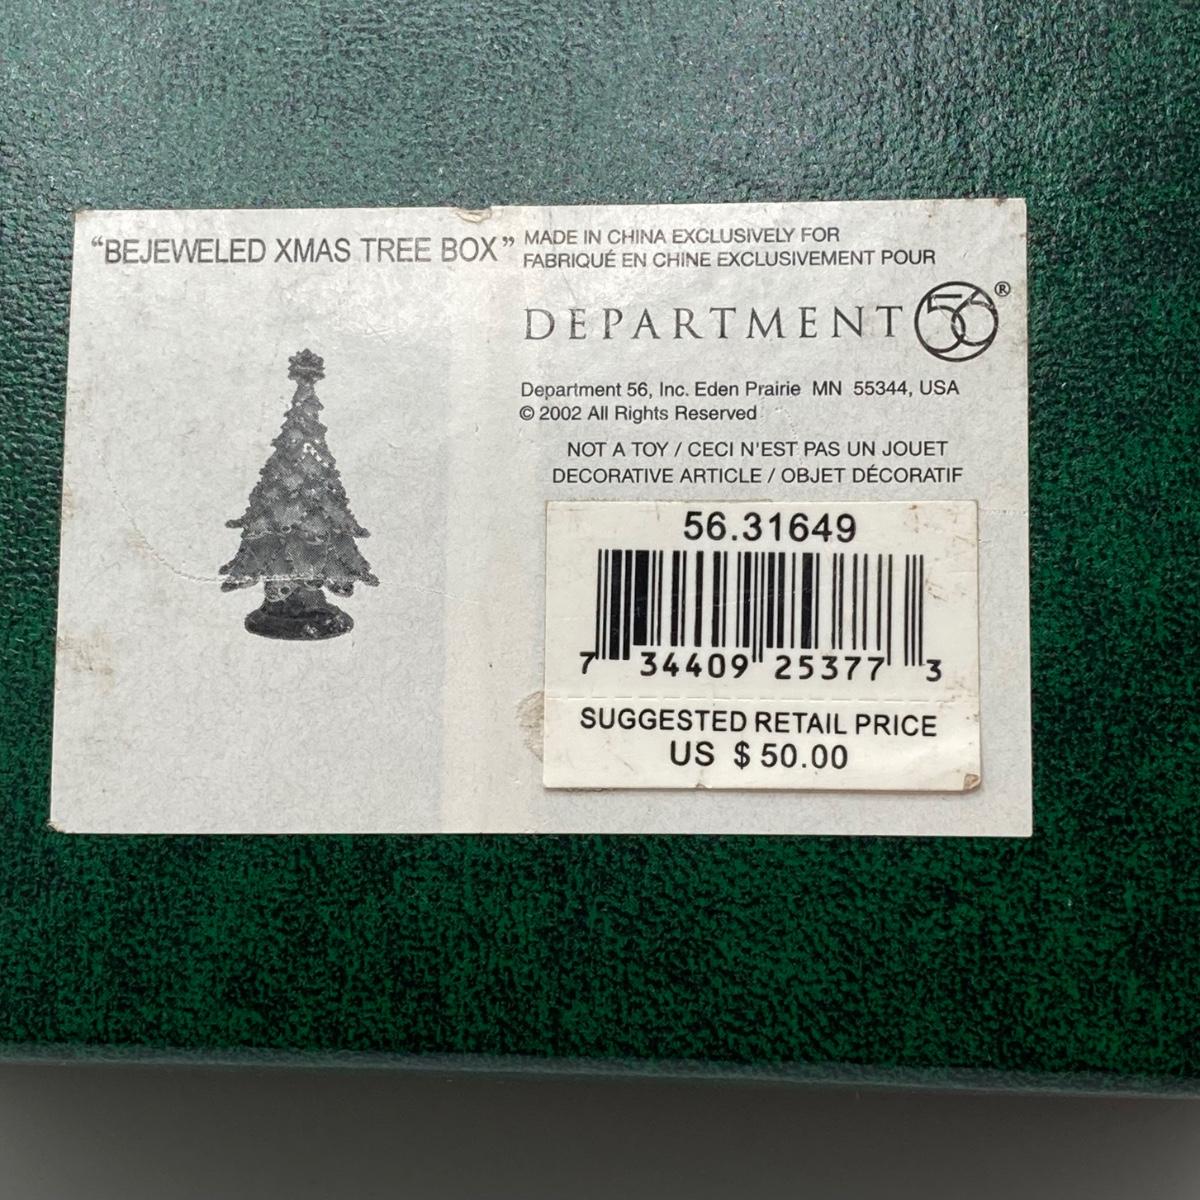 “BEJEWELED XMAS TREE BOX”
MADE IN CHINA EXCLUSIVELY FOR
FABRIQUÉ EN CHINE EXCLUSIVEMENT POUR
DEPARTMENT 56®
Department 56, Inc. Eden Prairie MN 55344, USA
© 2002 All Rights Reserved
NOT A TOY / CECI N'EST PAS UN JOUET
DECORATIVE ARTICLE / OBJET DÉCORATIF
56.31649
7 34409 25377 3
SUGGESTED RETAIL PRICE
US $50.00